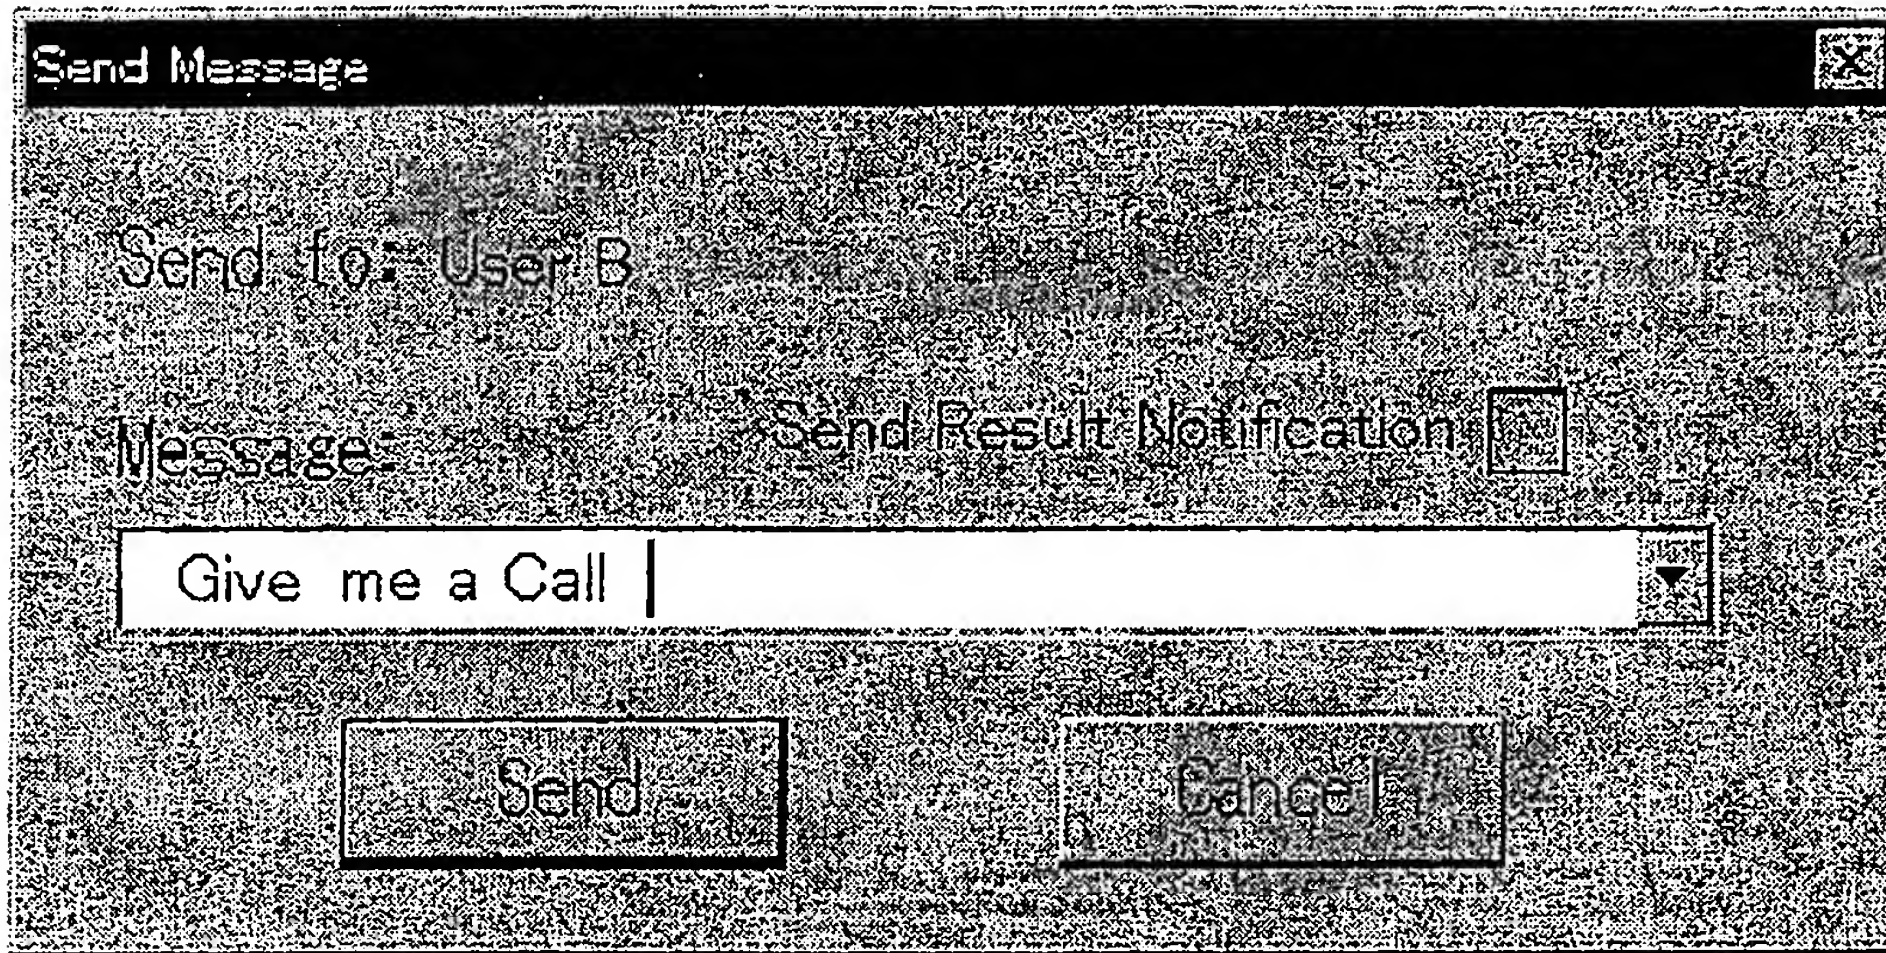 Send Message
Send to: User B
Message: Send Result Notification
Give me a Call
Send Cancel